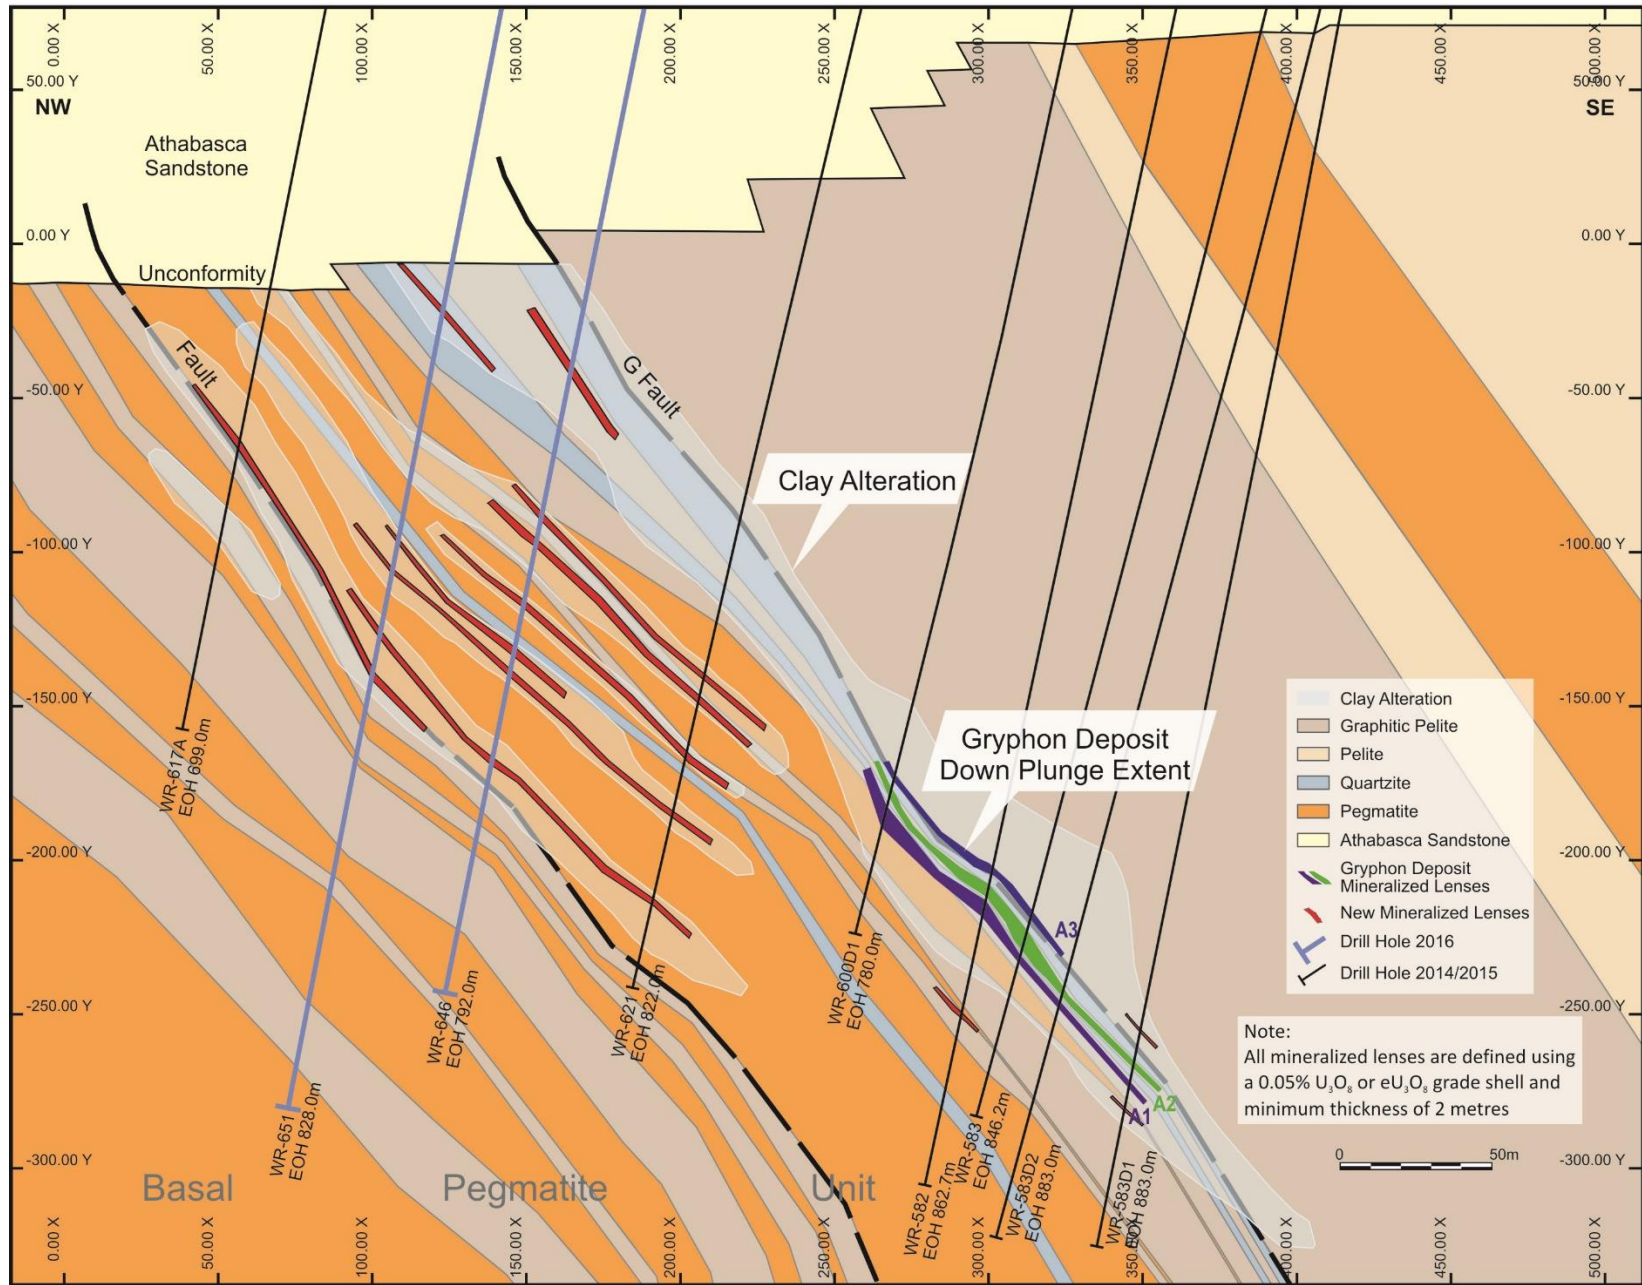 0.00 X
50.00 X
100.00 X
150.00 X
200.00 X
250.00 X
300.00 X
350.00 X
400.00 X
450.00 X
500.00 X
50.00 Y
50.00 Y
NW
SE
Athabasca
Sandstone
0.00 Y
0.00 Y
Unconformity
Fault
G Fault
-50.00 Y
-50.00 Y
Clay Alteration
-100.00 Y
-100.00 Y
-150.00 Y
-150.00 Y
Gryphon Deposit
Down Plunge Extent
Clay Alteration
Graphitic Pelite
Pelite
Quartzite
Pegmatite
Athabasca Sandstone
Gryphon Deposit
Mineralized Lenses
New Mineralized Lenses
Drill Hole 2016
Drill Hole 2014/2015
WR-617A
EOH 699.0m
-200.00 Y
-200.00 Y
A3
A2
A1
WR-600D1
EOH 780.0m
WR-621
EOH 822.0m
WR-646
EOH 792.0m
-250.00 Y
-250.00 Y
Note:
All mineralized lenses are defined using
a 0.05% U₃O₈ or eU₃O₈ grade shell and
minimum thickness of 2 metres
0 50m
WR-651
EOH 828.0m
WR-583
EOH 846.2m
WR-582
EOH 862.7m
WR-583D2
EOH 883.0m
WR-583D1
EOH 883.0m
-300.00 Y
-300.00 Y
Basal Pegmatite Unit
0.00 X
50.00 X
100.00 X
150.00 X
200.00 X
250.00 X
300.00 X
350.00 X
400.00 X
450.00 X
500.00 X